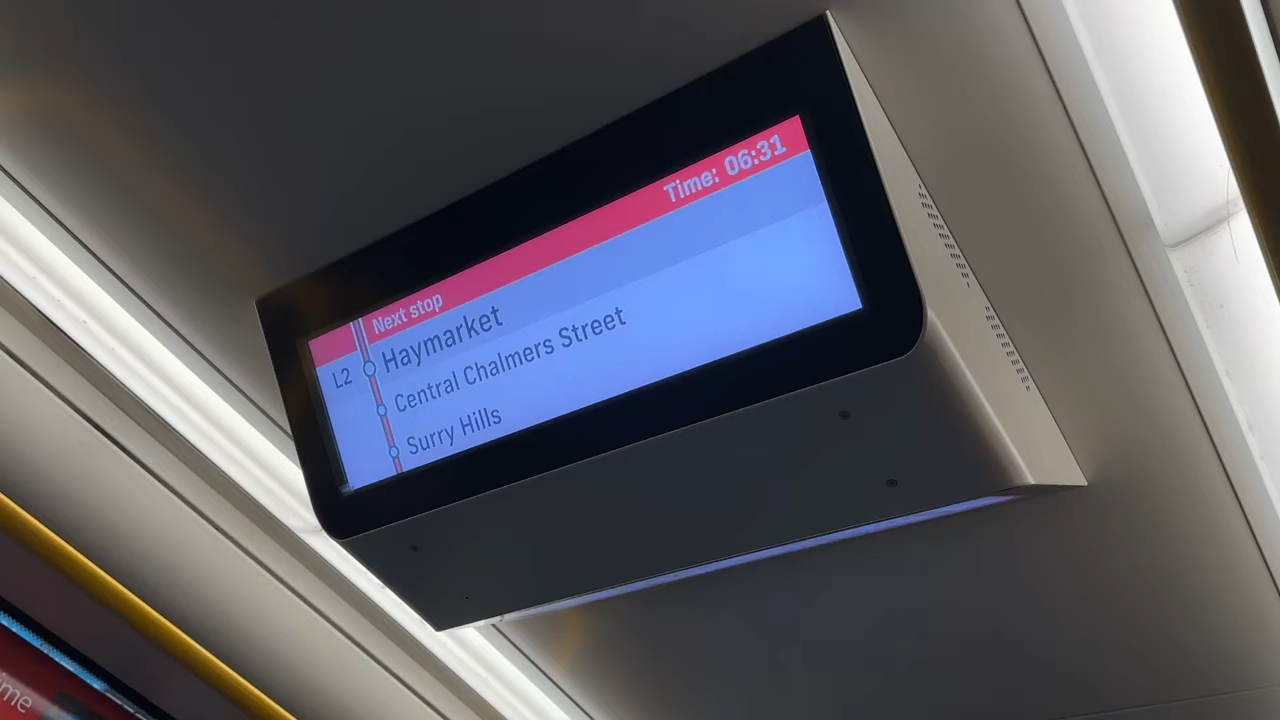 Time: 06:31
Next stop
L2
Haymarket
Central Chalmers Street
Surry Hills